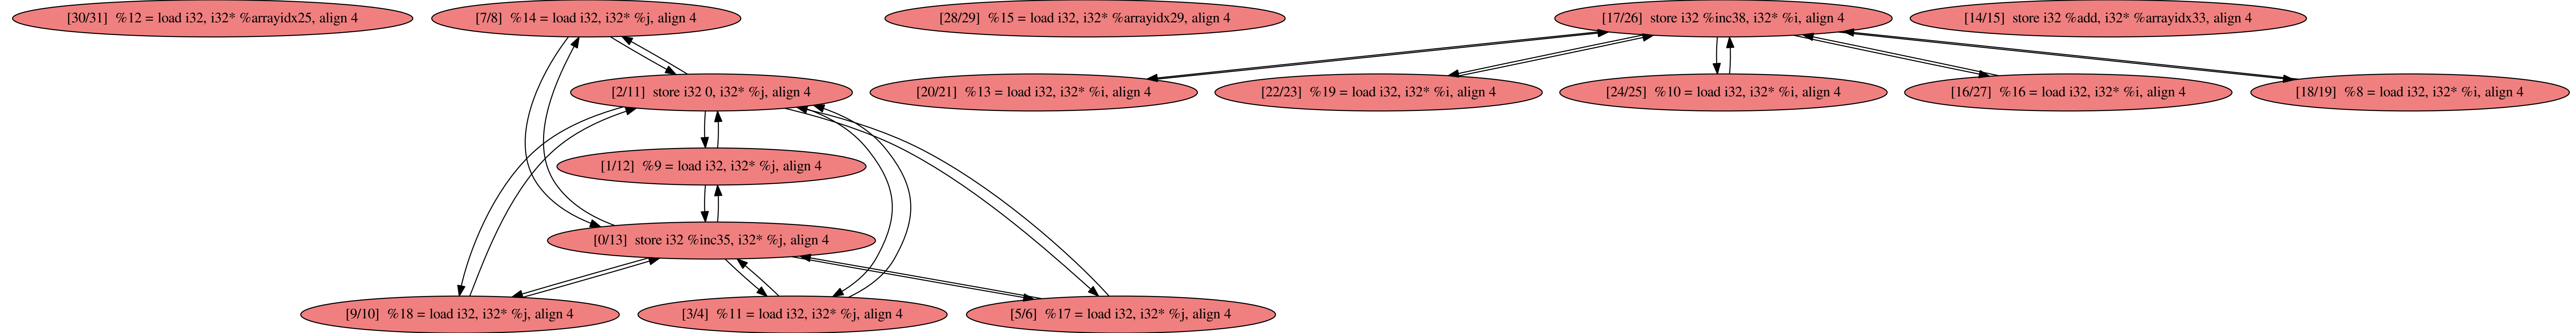 [30/31]  %12 = load i32, i32* %arrayidx25, align 4
[7/8]  %14 = load i32, i32* %j, align 4
[28/29]  %15 = load i32, i32* %arrayidx29, align 4
[17/26]  store i32 %inc38, i32* %i, align 4
[14/15]  store i32 %add, i32* %arrayidx33, align 4
[2/11]  store i32 0, i32* %j, align 4
[20/21]  %13 = load i32, i32* %i, align 4
[22/23]  %19 = load i32, i32* %i, align 4
[24/25]  %10 = load i32, i32* %i, align 4
[16/27]  %16 = load i32, i32* %i, align 4
[18/19]  %8 = load i32, i32* %i, align 4
[1/12]  %9 = load i32, i32* %j, align 4
[0/13]  store i32 %inc35, i32* %j, align 4
[9/10]  %18 = load i32, i32* %j, align 4
[3/4]  %11 = load i32, i32* %j, align 4
[5/6]  %17 = load i32, i32* %j, align 4